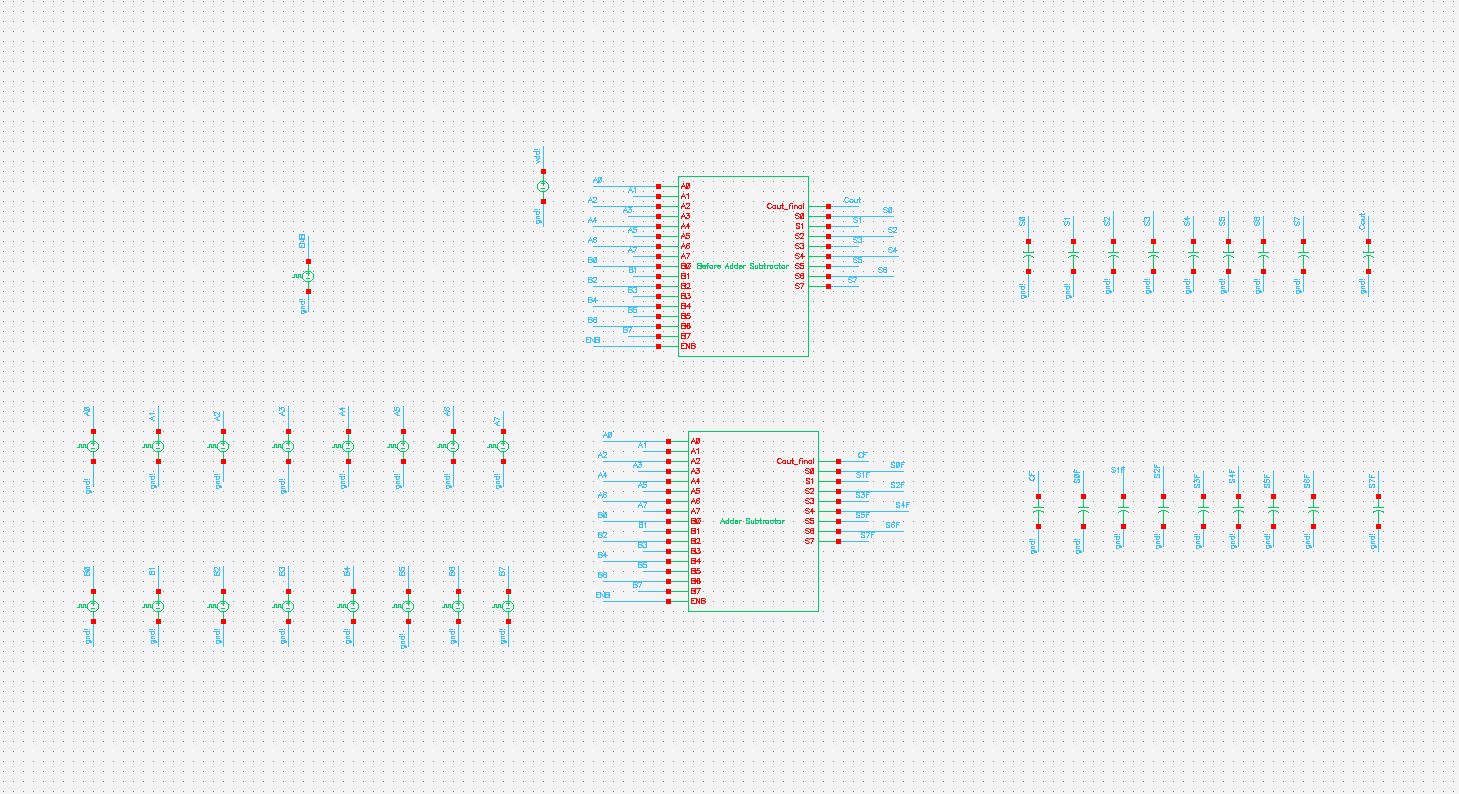 vdd!
gnd!
ENB
gnd!
A0
A1
A2
A3
A4
A5
A6
A7
B0
B1
B2
B3
B4
B5
B6
B7
ENB
A0
A1
A2
A3
A4
A5
A6
A7
B0
B1
B2
B3
B4
B5
B6
B7
ENB
Before Adder Subtractor
Cout_final
S0
S1
S2
S3
S4
S5
S6
S7
Cout
S0
S1
S2
S3
S4
S5
S6
S7
S0
S1
S2
S3
S4
S5
S6
S7
Cout
gnd!
gnd!
gnd!
gnd!
gnd!
gnd!
gnd!
gnd!
gnd!
A0
A1
A2
A3
A4
A5
A6
A7
gnd!
gnd!
gnd!
gnd!
gnd!
gnd!
gnd!
gnd!
A0
A1
A2
A3
A4
A5
A6
A7
B0
B1
B2
B3
B4
B5
B6
B7
ENB
A0
A1
A2
A3
A4
A5
A6
A7
B0
B1
B2
B3
B4
B5
B6
B7
ENB
Adder Subtractor
Cout_final
S0
S1
S2
S3
S4
S5
S6
S7
CF
S0F
S1F
S2F
S3F
S4F
S5F
S6F
S7F
CF
S0F
S1F
S2F
S3F
S4F
S5F
S6F
S7F
gnd!
gnd!
gnd!
gnd!
gnd!
gnd!
gnd!
gnd!
gnd!
B0
B1
B2
B3
B4
B5
B6
B7
gnd!
gnd!
gnd!
gnd!
gnd!
gnd!
gnd!
gnd!